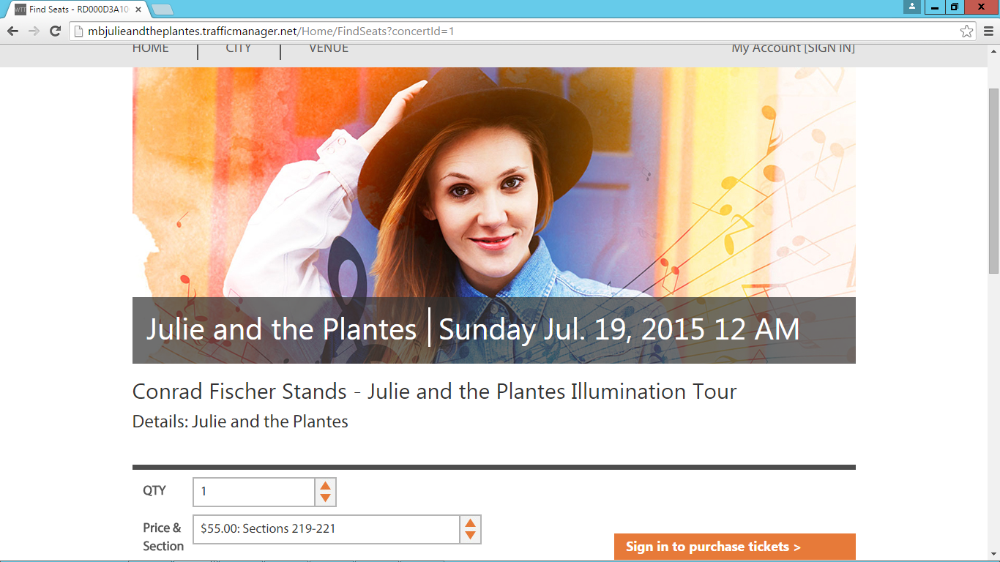 WTT Find Seats - RD000D3A10
mbjulieandtheplantes.trafficmanager.net/Home/FindSeats?concertId=1
HOME | CITY | VENUE My Account [SIGN IN]
Julie and the Plantes | Sunday Jul. 19, 2015 12 AM
Conrad Fischer Stands - Julie and the Plantes Illumination Tour
Details: Julie and the Plantes
QTY 1
Price & $55.00: Sections 219-221
Section
Sign in to purchase tickets >